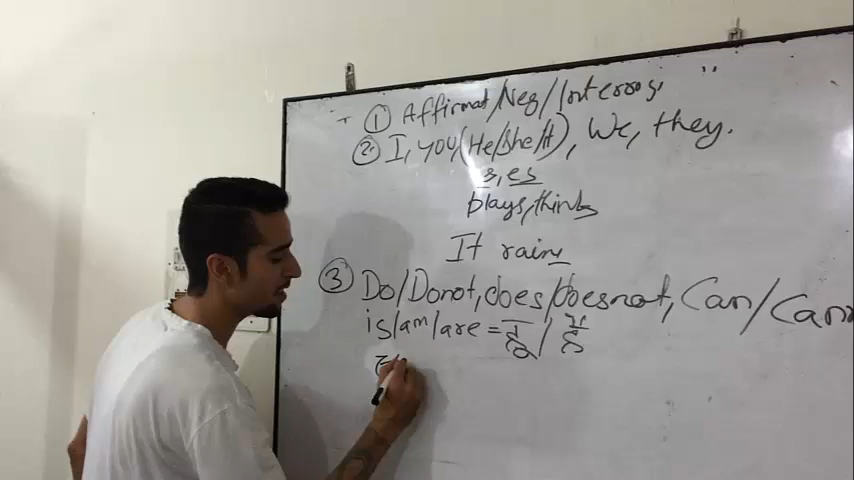 ① Affirmat/Neg/Interrog.
② I, you, (He/She/It), We, they.
s, es
plays, thinks
It rains
③ Do/Donot, does/doesnot, Can/Cann
is/am/are =